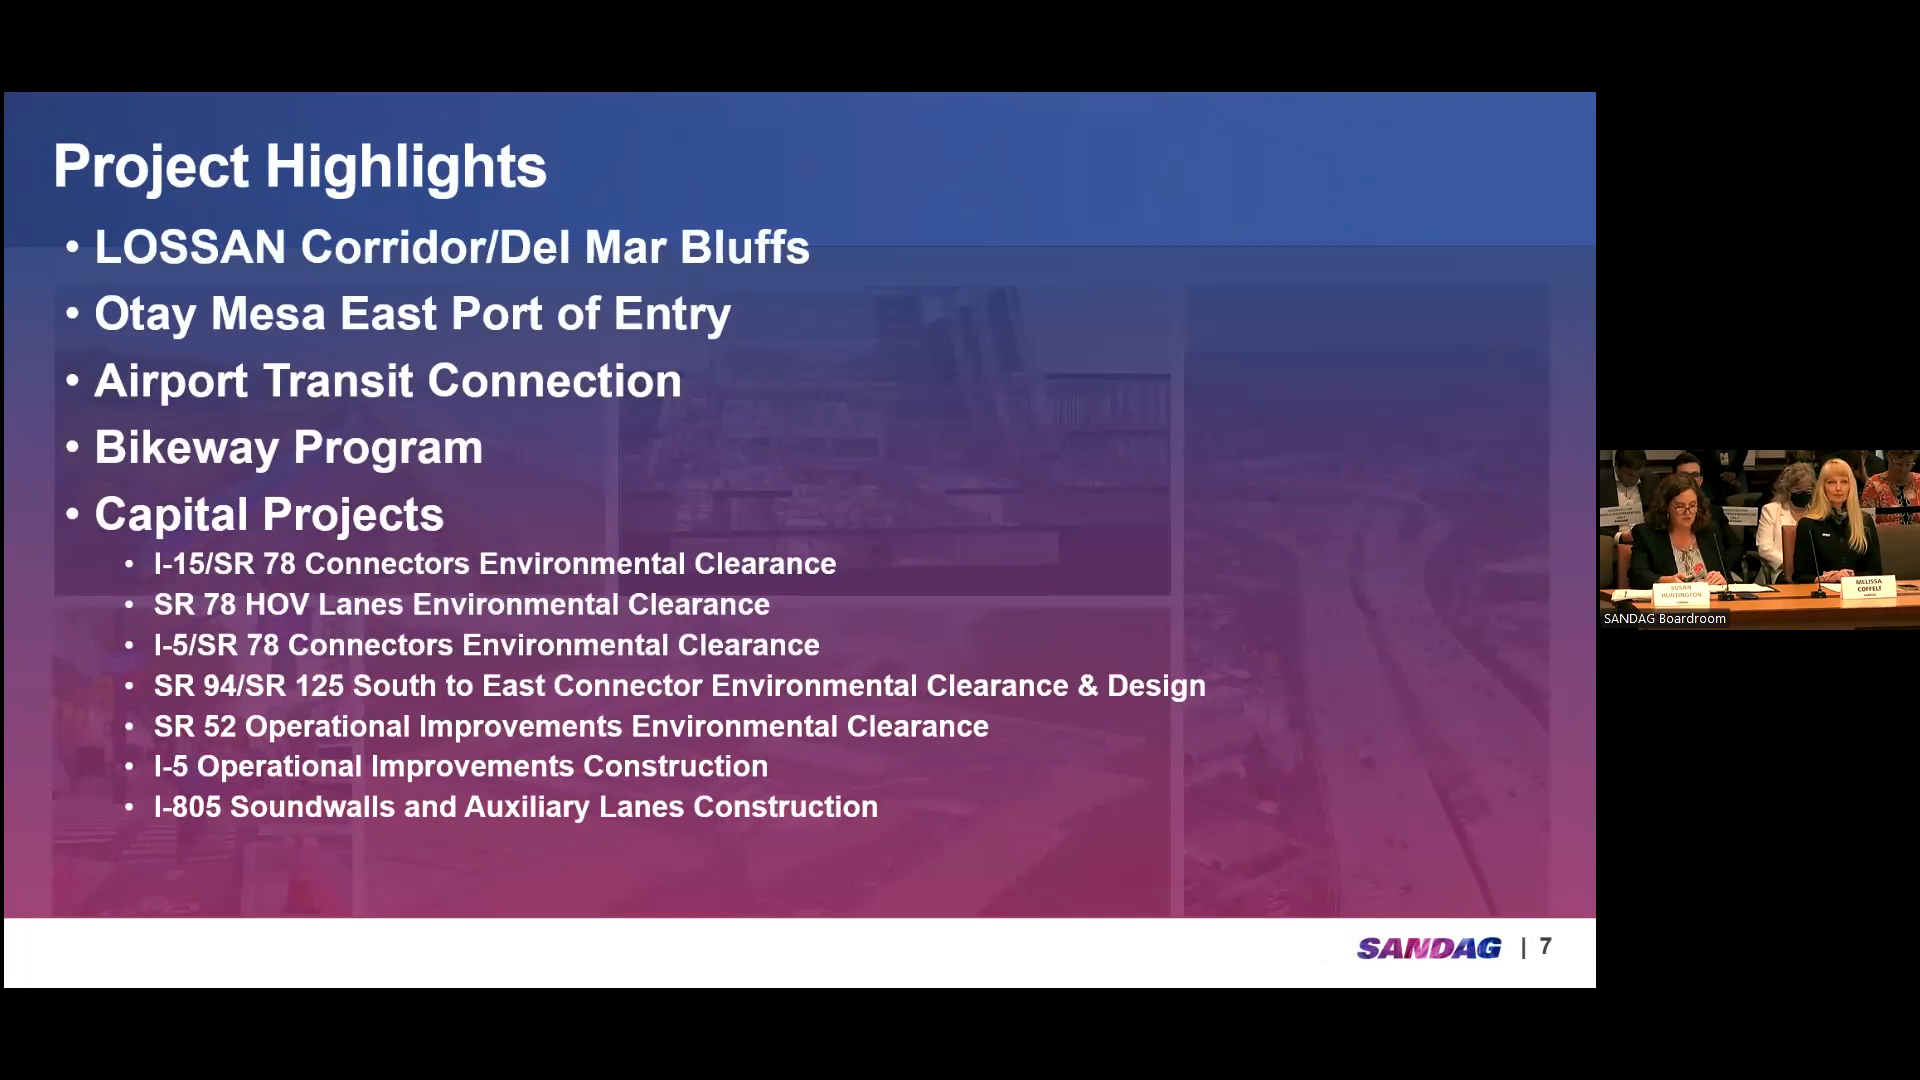 Project Highlights
• LOSSAN Corridor/Del Mar Bluffs
• Otay Mesa East Port of Entry
• Airport Transit Connection
• Bikeway Program
• Capital Projects
• I-15/SR 78 Connectors Environmental Clearance
• SR 78 HOV Lanes Environmental Clearance
• I-5/SR 78 Connectors Environmental Clearance
• SR 94/SR 125 South to East Connector Environmental Clearance & Design
• SR 52 Operational Improvements Environmental Clearance
• I-5 Operational Improvements Construction
• I-805 Soundwalls and Auxiliary Lanes Construction
SANDAG | 7
SUSAN
HUNTINGTON
MELISSA
COFFELT
SANDAG Boardroom